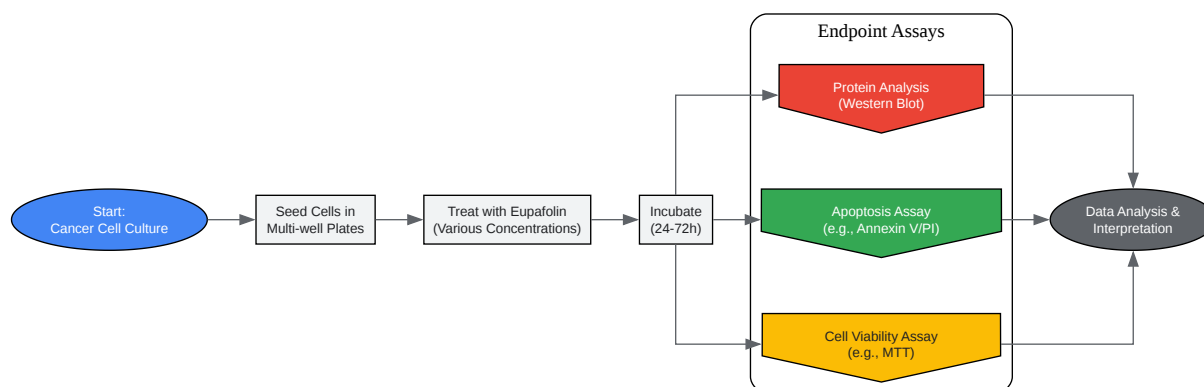 Start:
Cancer Cell Culture
Seed Cells in
Multi-well Plates
Treat with Eupafolin
(Various Concentrations)
Incubate
(24-72h)
Endpoint Assays
Protein Analysis
(Western Blot)
Apoptosis Assay
(e.g., Annexin V/PI)
Cell Viability Assay
(e.g., MTT)
Data Analysis &
Interpretation